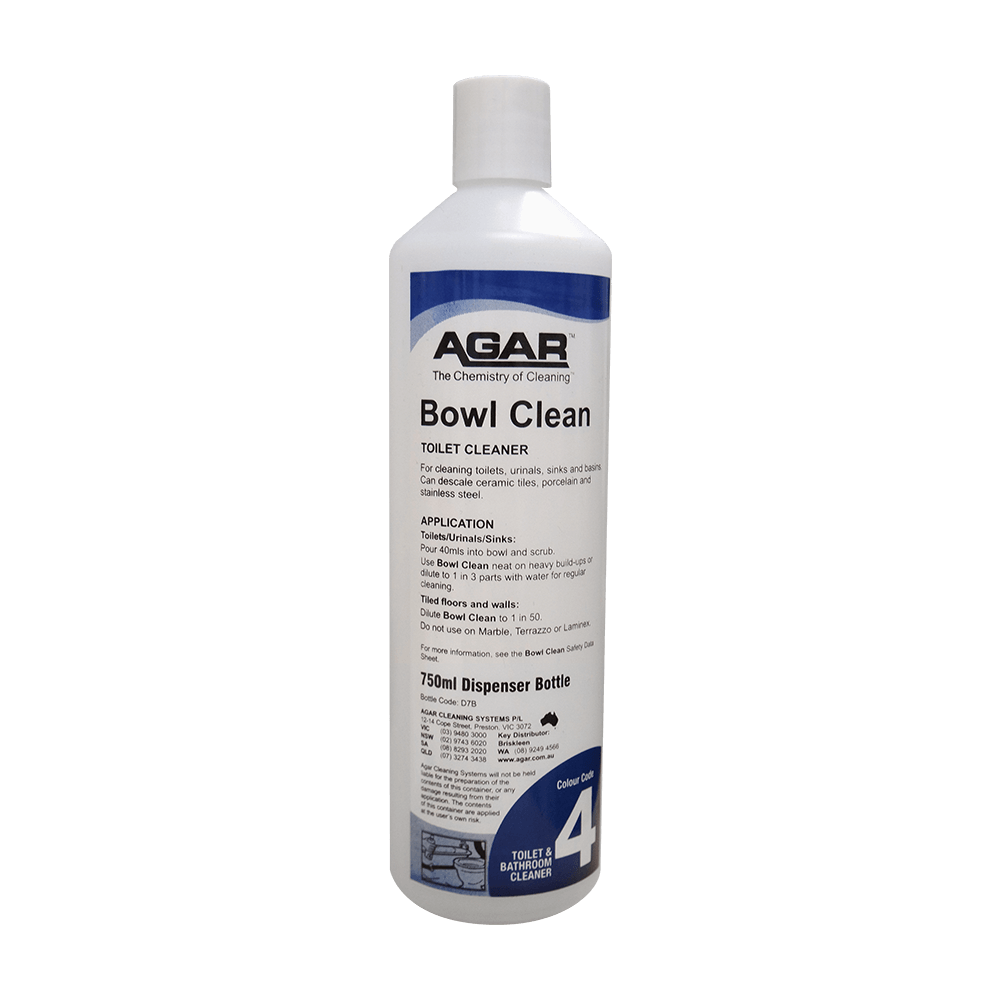 AGAR™
The Chemistry of Cleaning™
Bowl Clean
TOILET CLEANER
For cleaning toilets, urinals, sinks and basins.
Can descale ceramic tiles, porcelain and
stainless steel.
APPLICATION
Toilets/Urinals/Sinks:
Pour 40mls into bowl and scrub.
Use Bowl Clean neat on heavy build-ups or
dilute to 1 in 3 parts with water for regular
cleaning.
Tiled floors and walls:
Dilute Bowl Clean to 1 in 50.
Do not use on Marble, Terrazzo or Laminex.
For more information, see the Bowl Clean Safety Data
Sheet.
750ml Dispenser Bottle
Bottle Code: D7B
AGAR CLEANING SYSTEMS P/L
12-14 Cope Street, Preston, VIC 3072
VIC (03) 9480 3000 Key Distributor:
NSW (02) 9743 6020 Briskleen
SA (08) 8293 2020 WA (08) 9249 4566
QLD (07) 3274 3438 www.agar.com.au
Agar Cleaning Systems will not be held
liable for the preparation of the
contents of this container, or any
damage resulting from their
application. The contents
of this container are applied
at the user's own risk.
Colour Code
4
TOILET &
BATHROOM
CLEANER